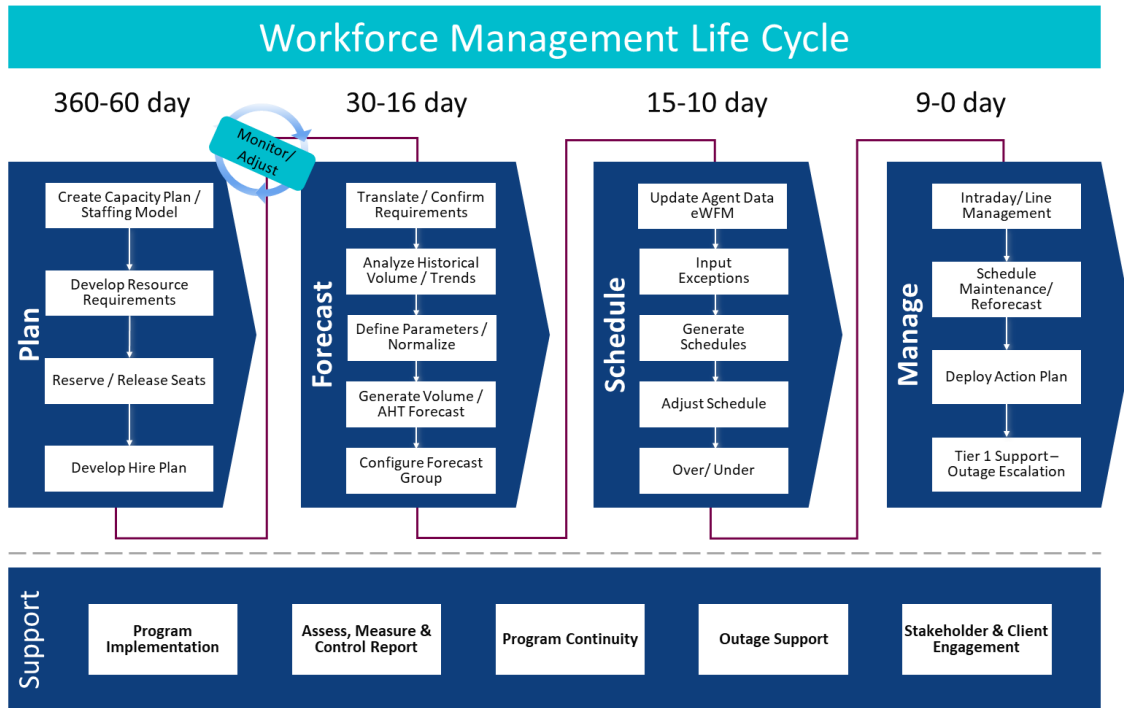 Workforce Management Life Cycle
360-60 day
30-16 day
15-10 day
9-0 day
Monitor/
Adjust
Plan
Create Capacity Plan /
Staffing Model
Develop Resource
Requirements
Reserve / Release Seats
Develop Hire Plan
Forecast
Translate / Confirm
Requirements
Analyze Historical
Volume / Trends
Define Parameters /
Normalize
Generate Volume /
AHT Forecast
Configure Forecast
Group
Schedule
Update Agent Data
eWFM
Input
Exceptions
Generate
Schedules
Adjust Schedule
Over/ Under
Manage
Intraday/ Line
Management
Schedule
Maintenance/
Reforecast
Deploy Action Plan
Tier 1 Support –
Outage Escalation
Support
Program
Implementation
Assess, Measure &
Control Report
Program Continuity
Outage Support
Stakeholder & Client
Engagement